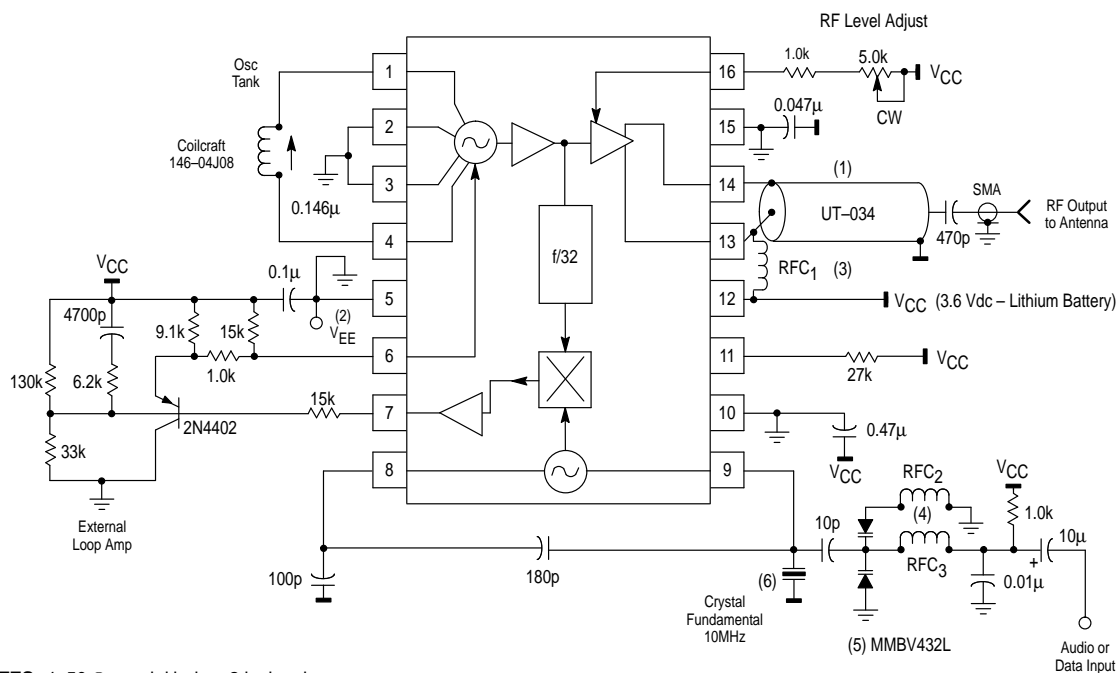 RF Level Adjust
Osc
Tank
Coilcraft
146–04J08
0.146µ
1
2
3
4
5
6
7
8
16
15
14
13
12
11
10
9
f/32
1.0k
5.0k
VCC
CW
0.047µ
(1)
UT–034
SMA
470p
RF Output
to Antenna
RFC1
(3)
VCC (3.6 Vdc – Lithium Battery)
27k
VCC
0.47µ
VCC
VCC
0.1µ
(2)
VEE
4700p
9.1k
15k
1.0k
130k
6.2k
15k
2N4402
33k
External
Loop Amp
100p
180p
(6)
Crystal
Fundamental
10MHz
10p
RFC2
(4)
RFC3
VCC
1.0k
10µ
+
0.01µ
(5) MMBV432L
Audio or
Data Input